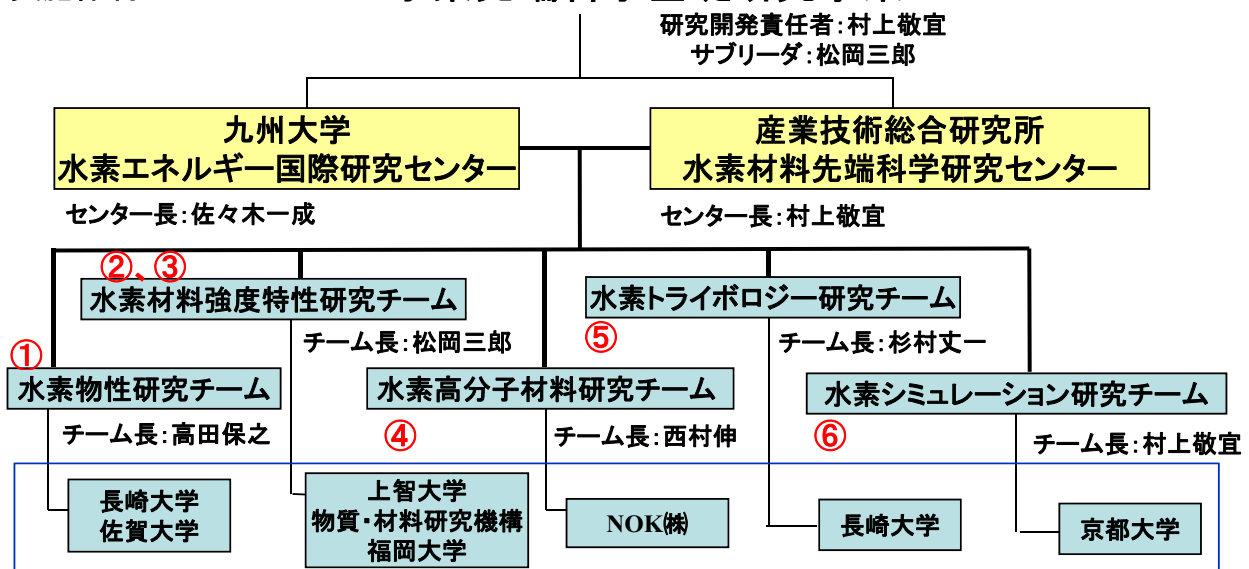 研究開発責任者：村上敬宜
サブリーダ：松岡三郎
九州大学
水素エネルギー国際研究センター
産業技術総合研究所
水素材料先端科学研究センター
センター長：佐々木一成
センター長：村上敬宜
②、③
水素材料強度特性研究チーム
水素トライボロジー研究チーム
チーム長：松岡三郎
⑤
チーム長：杉村丈一
①
水素物性研究チーム
水素高分子材料研究チーム
水素シミュレーション研究チーム
チーム長：高田保之
④
チーム長：西村伸
⑥
チーム長：村上敬宜
長崎大学
佐賀大学
上智大学
物質・材料研究機構
福岡大学
NOK㈱
長崎大学
京都大学